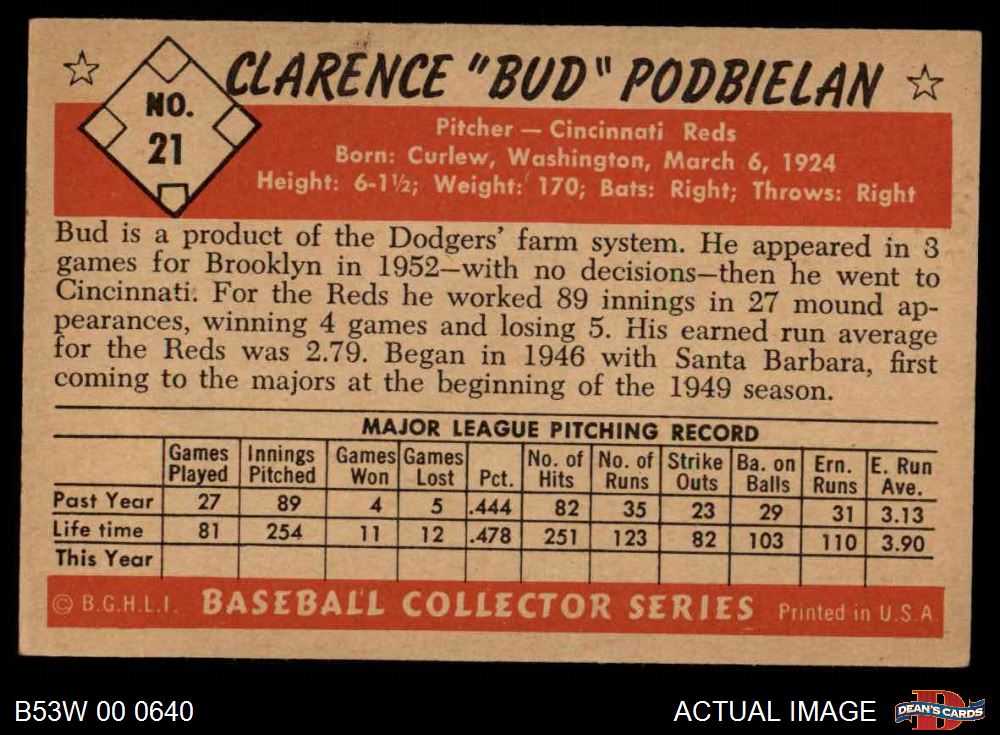 CLARENCE "BUD" PODBIELAN
NO.
21
Pitcher — Cincinnati Reds
Born: Curlew, Washington, March 6, 1924
Height: 6-1½; Weight: 170; Bats: Right; Throws: Right
Bud is a product of the Dodgers' farm system. He appeared in 3
games for Brooklyn in 1952—with no decisions—then he went to
Cincinnati. For the Reds he worked 89 innings in 27 mound ap-
pearances, winning 4 games and losing 5. His earned run average
for the Reds was 2.79. Began in 1946 with Santa Barbara, first
coming to the majors at the beginning of the 1949 season.
MAJOR LEAGUE PITCHING RECORD
Games Innings Games Games No. of No. of Strike Ba. on Ern. E. Run
Played Pitched Won Lost Pct. Hits Runs Outs Balls Runs Ave.
Past Year 27 89 4 5 .444 82 35 23 29 31 3.13
Life time 81 254 11 12 .478 251 123 82 103 110 3.90
This Year
© B.G.H.L.I. BASEBALL COLLECTOR SERIES Printed in U.S.A.
B53W 00 0640 ACTUAL IMAGE DEAN'S CARDS